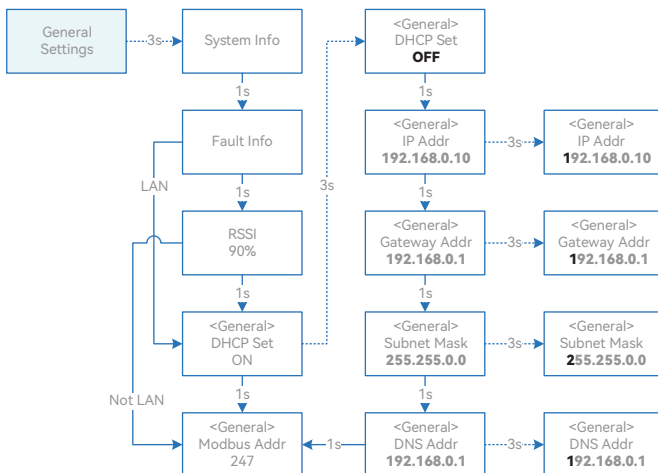 General
Settings
3s
System Info
<General>
DHCP Set
OFF
1s
1s
Fault Info
<General>
IP Addr
192.168.0.10
3s
<General>
IP Addr
192.168.0.10
LAN
3s
1s
1s
RSSI
90%
<General>
Gateway Addr
192.168.0.1
3s
<General>
Gateway Addr
192.168.0.1
1s
1s
<General>
DHCP Set
ON
<General>
Subnet Mask
255.255.0.0
3s
<General>
Subnet Mask
255.255.0.0
Not LAN
1s
1s
<General>
Modbus Addr
247
1s
<General>
DNS Addr
192.168.0.1
3s
<General>
DNS Addr
192.168.0.1